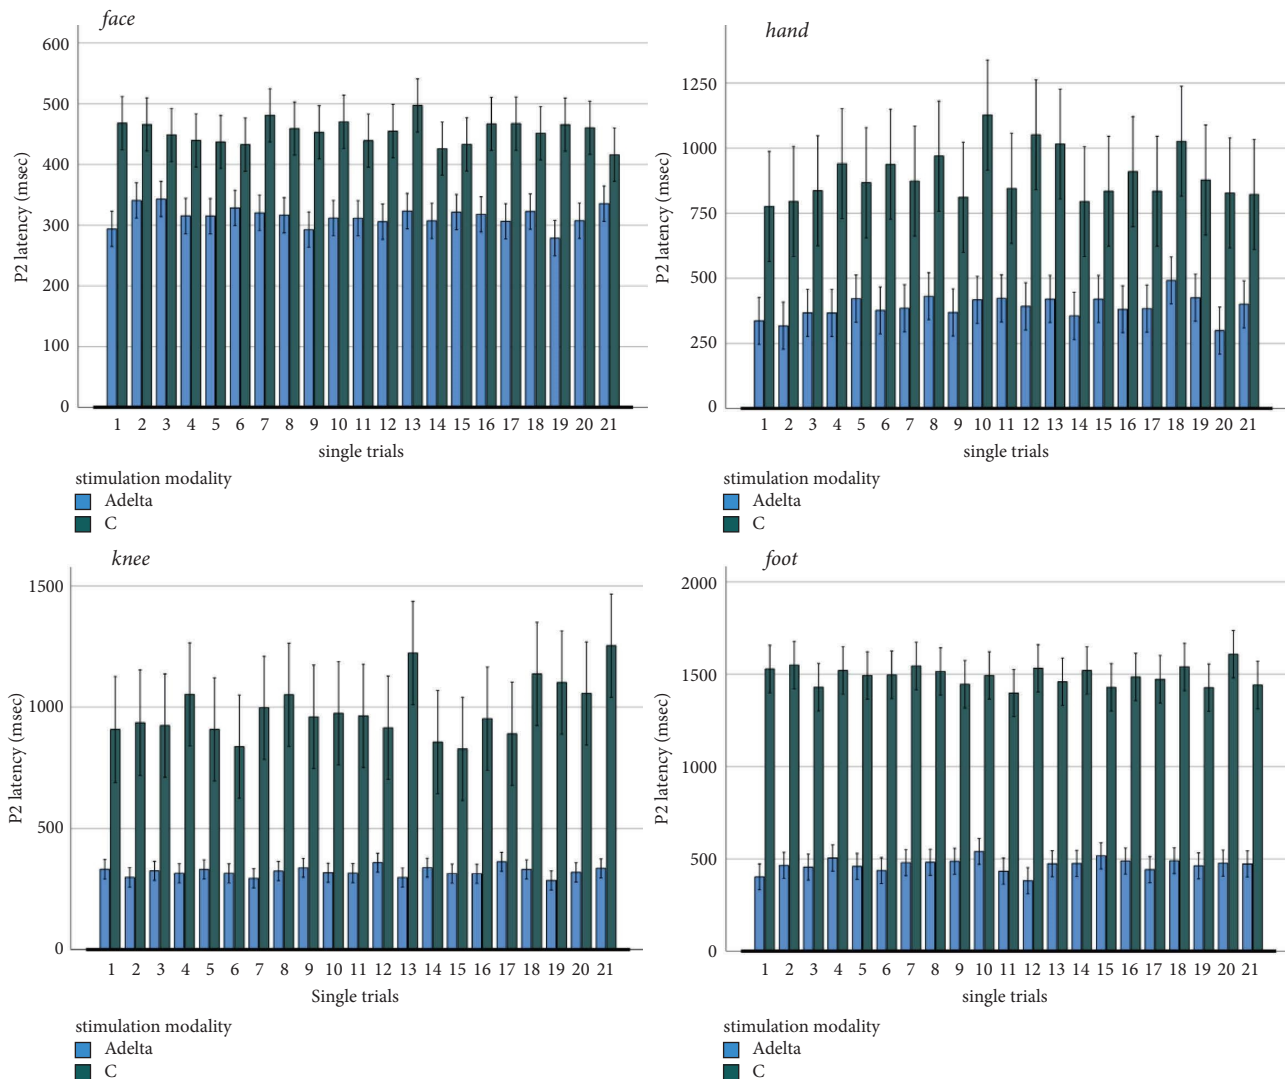 face
P2 latency (msec)
600
500
400
300
200
100
0
1 2 3 4 5 6 7 8 9 10 11 12 13 14 15 16 17 18 19 20 21
single trials
stimulation modality
Adelta
C
hand
P2 latency (msec)
1250
1000
750
500
250
0
1 2 3 4 5 6 7 8 9 10 11 12 13 14 15 16 17 18 19 20 21
single trials
stimulation modality
Adelta
C
knee
P2 latency (msec)
1500
1000
500
0
1 2 3 4 5 6 7 8 9 10 11 12 13 14 15 16 17 18 19 20 21
Single trials
stimulation modality
Adelta
C
foot
P2 latency (msec)
2000
1500
1000
500
0
1 2 3 4 5 6 7 8 9 10 11 12 13 14 15 16 17 18 19 20 21
single trials
stimulation modality
Adelta
C